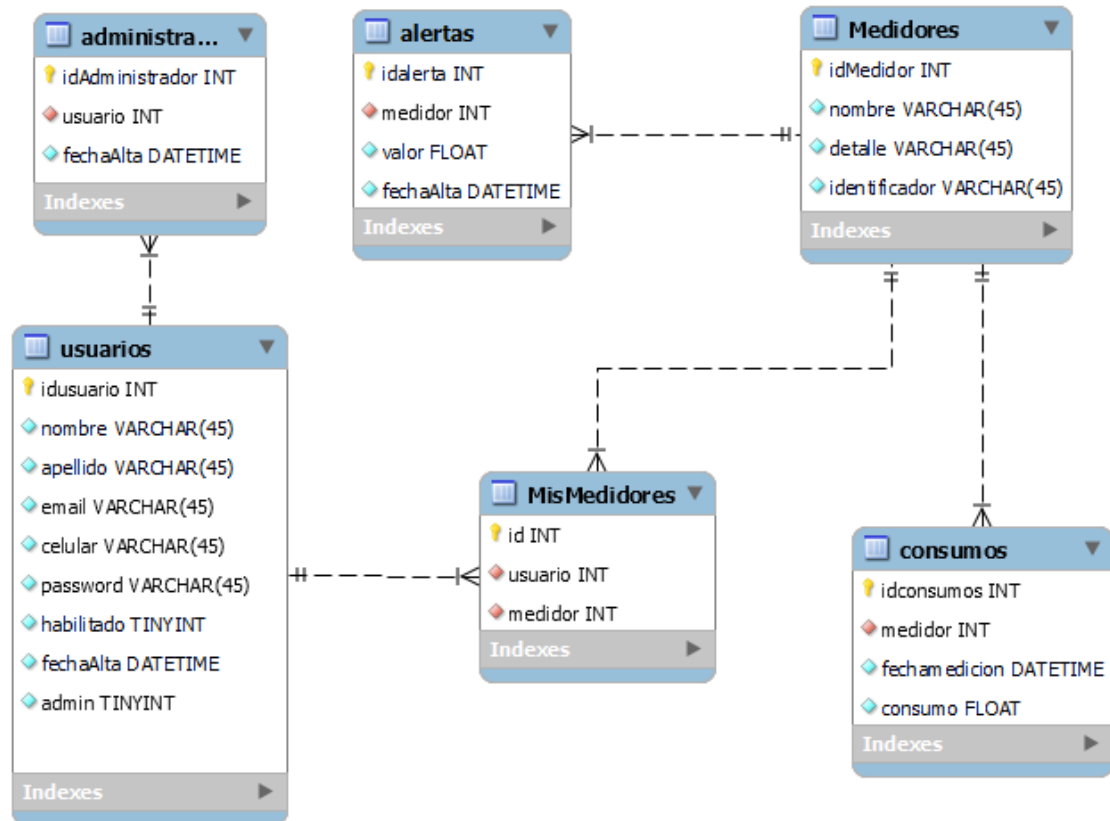 administra...
idAdministrador INT
usuario INT
fechaAlta DATETIME
Indexes
alertas
idalerta INT
medidor INT
valor FLOAT
fechaAlta DATETIME
Indexes
Medidores
idMedidor INT
nombre VARCHAR(45)
detalle VARCHAR(45)
identificador VARCHAR(45)
Indexes
usuarios
idusuario INT
nombre VARCHAR(45)
apellido VARCHAR(45)
email VARCHAR(45)
celular VARCHAR(45)
password VARCHAR(45)
habilitado TINYINT
fechaAlta DATETIME
admin TINYINT
Indexes
MisMedidores
id INT
usuario INT
medidor INT
Indexes
consumos
idconsumos INT
medidor INT
fechamedicion DATETIME
consumo FLOAT
Indexes